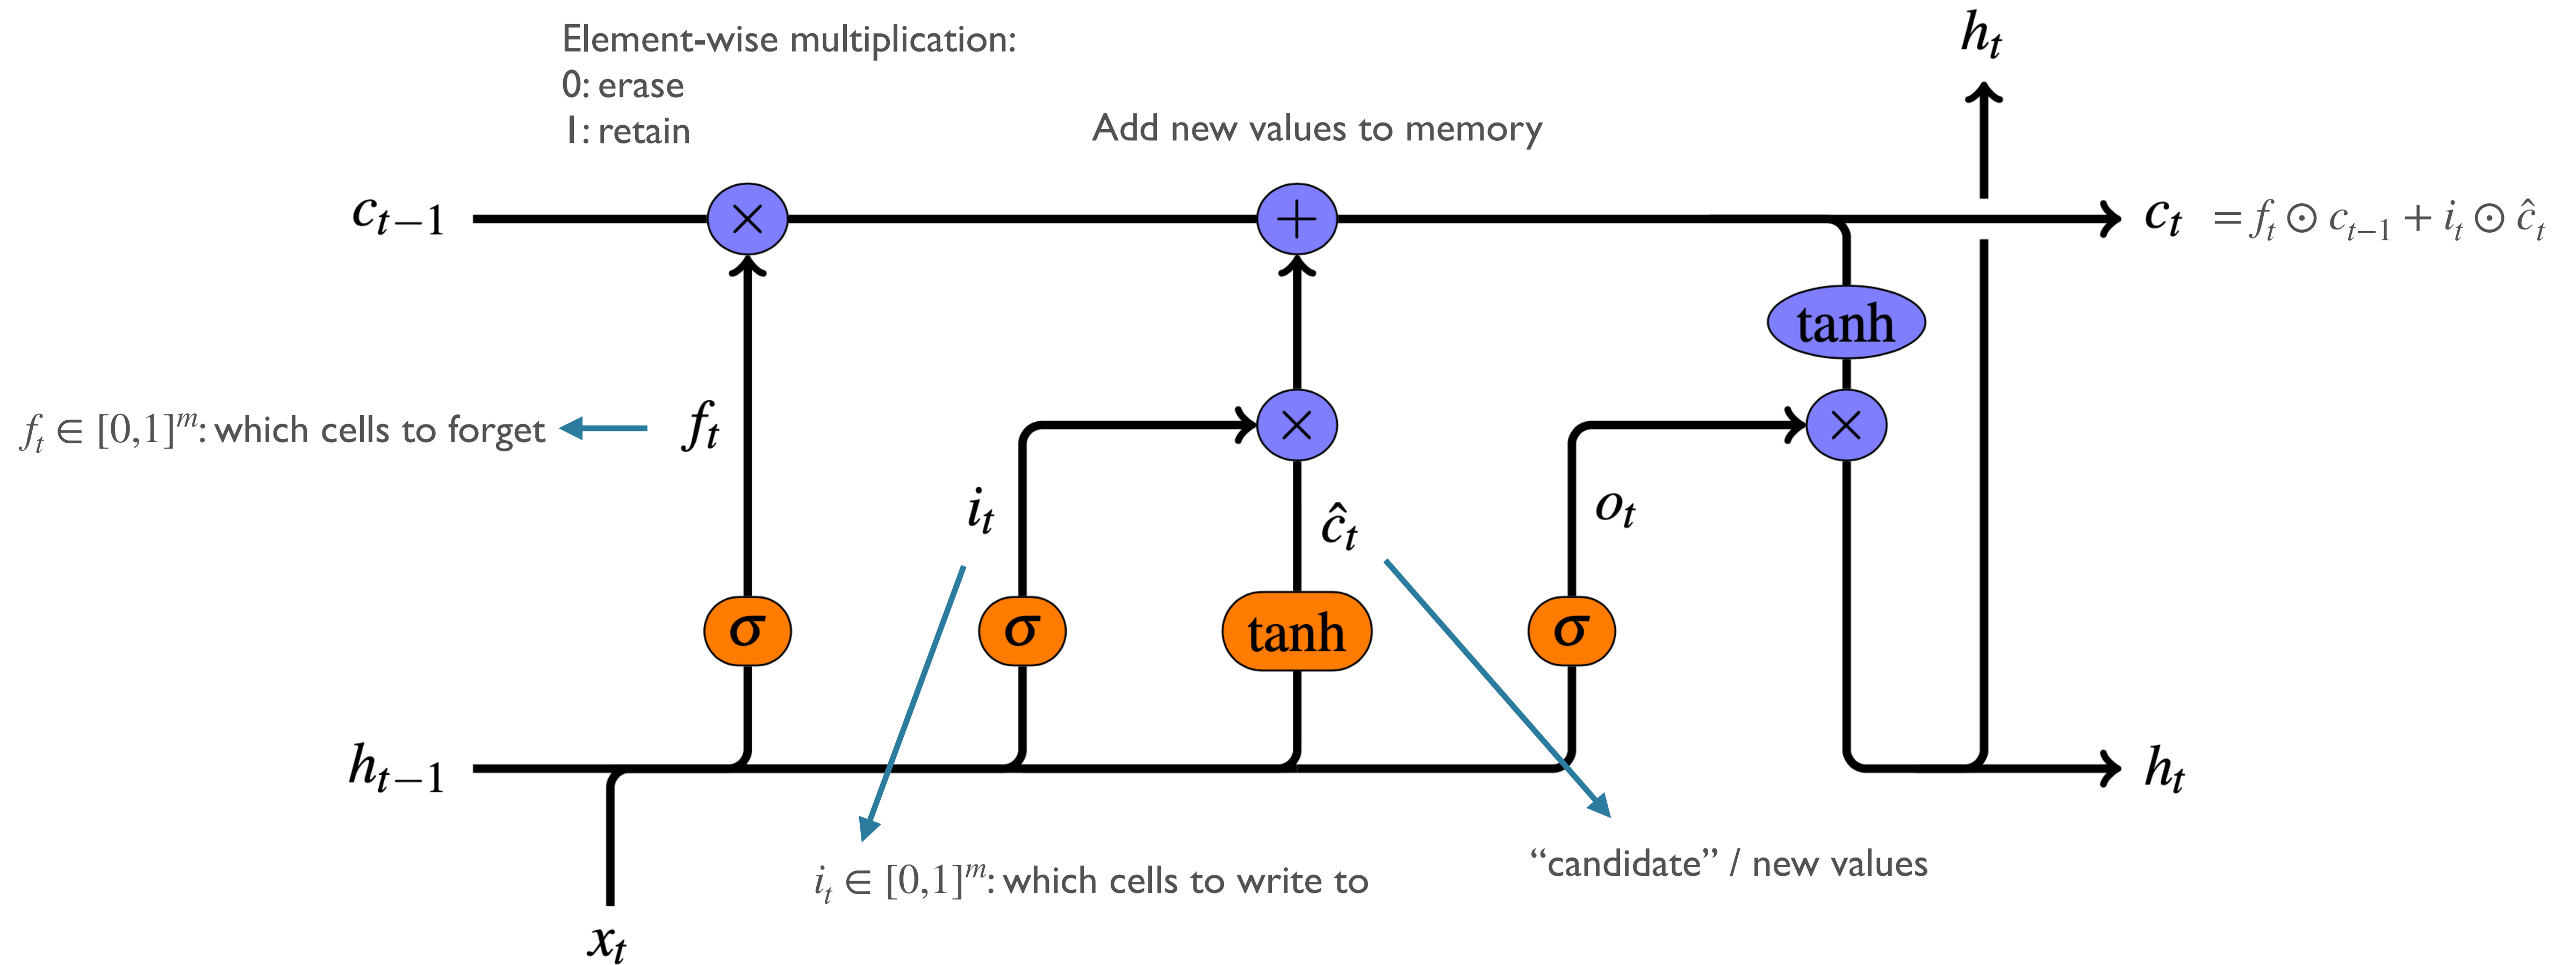 Element-wise multiplication:
0: erase
1: retain
Add new values to memory
h_t
c_{t−1}
×
+
c_t = f_t ⊙ c_{t−1} + i_t ⊙ ĉ_t
tanh
f_t ∈ [0,1]^m: which cells to forget
f_t
×
×
i_t
ĉ_t
o_t
σ
σ
tanh
σ
h_{t−1}
h_t
i_t ∈ [0,1]^m: which cells to write to
“candidate” / new values
x_t